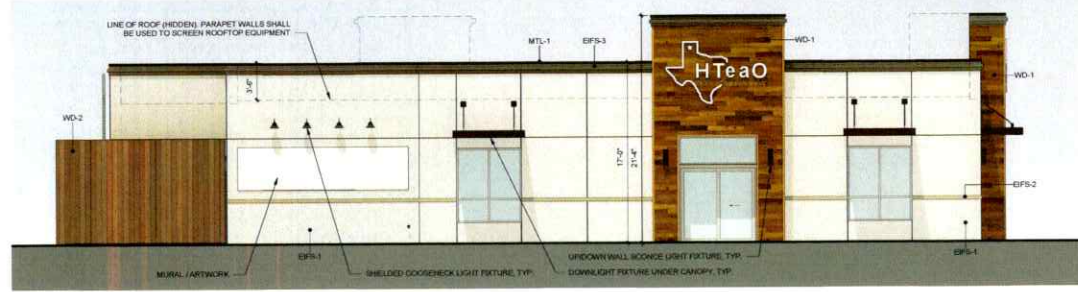 LINE OF ROOF (HIDDEN). PARAPET WALLS SHALL
BE USED TO SCREEN ROOFTOP EQUIPMENT
MTL-1
EIFS-3
WD-1
HTeaO
WD-1
3'-6"
WD-2
17'-0"
21'-4"
EIFS-2
EIFS-1
UP/DOWN WALL SCONCE LIGHT FIXTURE, TYP.
EIFS-1
MURAL / ARTWORK
SHIELDED GOOSENECK LIGHT FIXTURE, TYP.
DOWNLIGHT FIXTURE UNDER CANOPY, TYP.